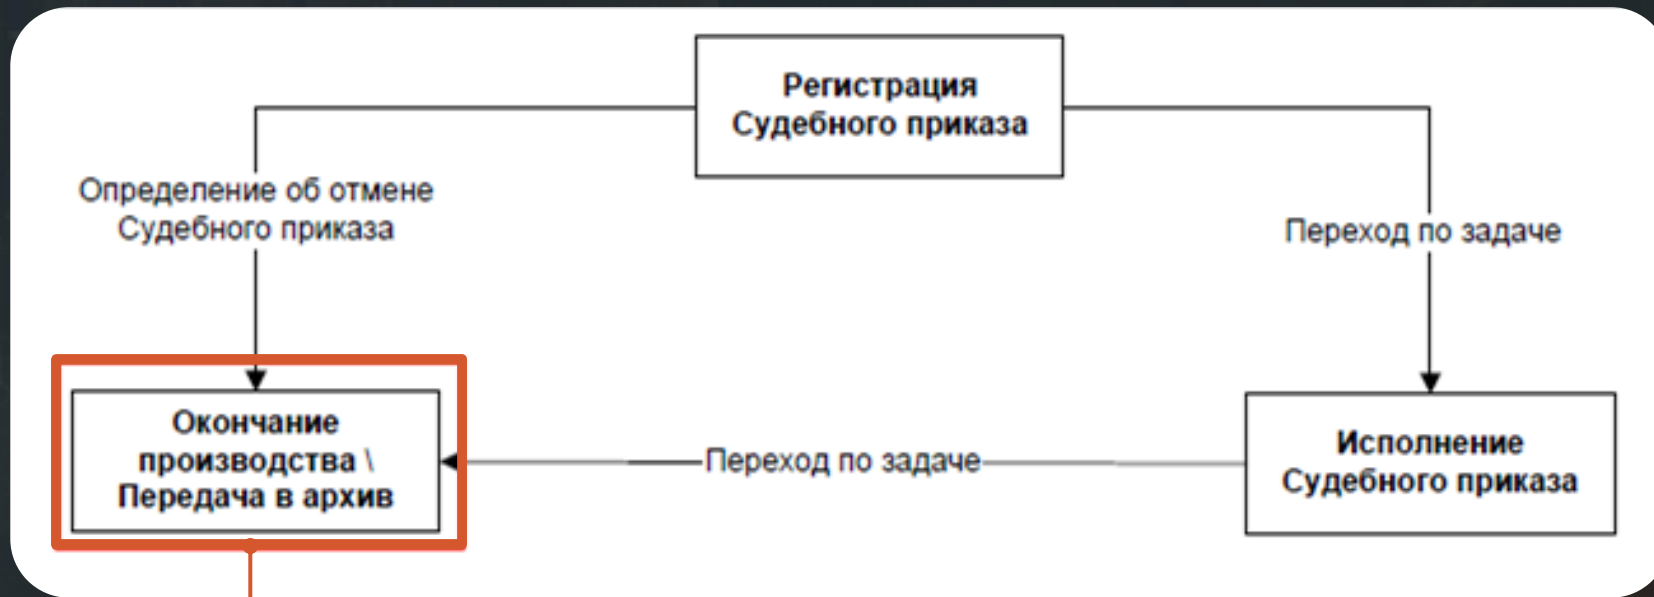 Регистрация
Судебного приказа
Определение об отмене
Судебного приказа
Переход по задаче
Окончание
производства \
Передача в архив
Переход по задаче
Исполнение
Судебного приказа